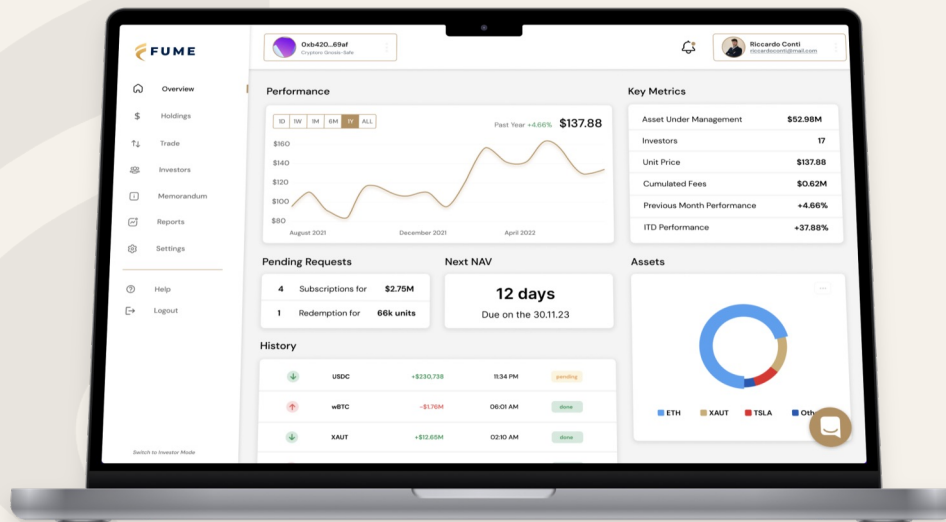 FUME
0xb420...69af
Cryptons Gnosis-Safe
Riccardo Conti
riccardoconti@mail.com
Overview
Holdings
Trade
Investors
Memorandum
Reports
Settings
Help
Logout
Switch to Investor Mode
Performance
1D 1W 1M 6M 1Y ALL
Past Year +4.66% $137.88
$160
$140
$120
$100
$80
August 2021 December 2021 April 2022
Key Metrics
Asset Under Management $52.98M
Investors 17
Unit Price $137.88
Cumulated Fees $0.62M
Previous Month Performance +4.66%
ITD Performance +37.88%
Pending Requests
4 Subscriptions for $2.75M
1 Redemption for 66k units
Next NAV
12 days
Due on the 30.11.23
History
USDC +$230,738 11:34 PM pending
wBTC -$1.76M 06:01 AM done
XAUT +$12.65M 02:10 AM done
Assets
ETH XAUT TSLA Oth